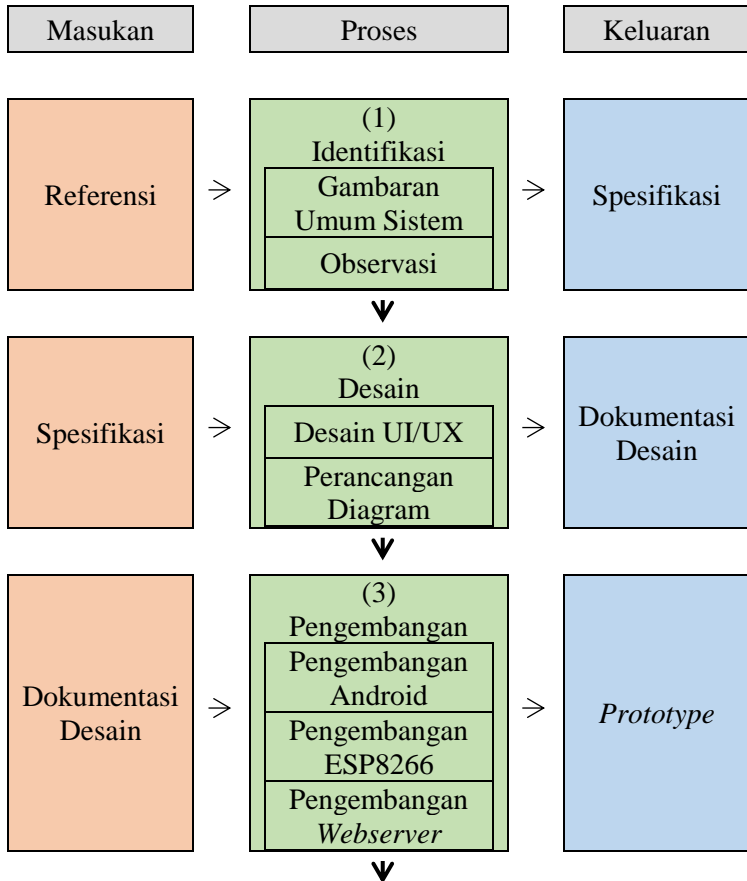 Masukan
Proses
Keluaran
Referensi
(1)
Identifikasi
Gambaran
Umum Sistem
Observasi
Spesifikasi
Spesifikasi
(2)
Desain
Desain UI/UX
Perancangan
Diagram
Dokumentasi
Desain
Dokumentasi
Desain
(3)
Pengembangan
Pengembangan
Android
Pengembangan
ESP8266
Pengembangan
Webserver
Prototype